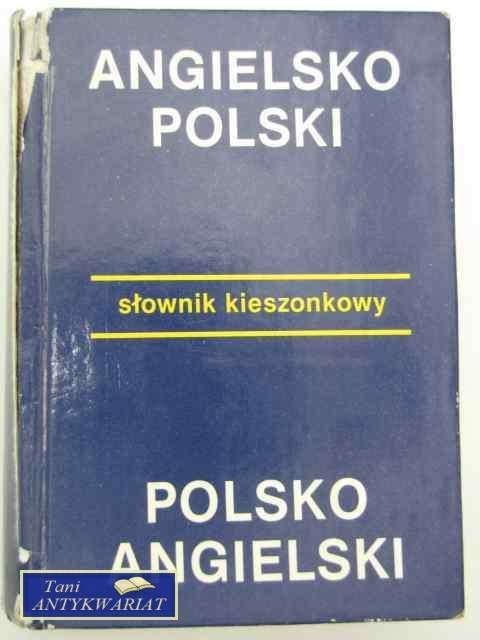 ANGIELSKO
POLSKI
słownik kieszonkowy
POLSKO
ANGIELSKI
Tani
ANTYKWARIAT